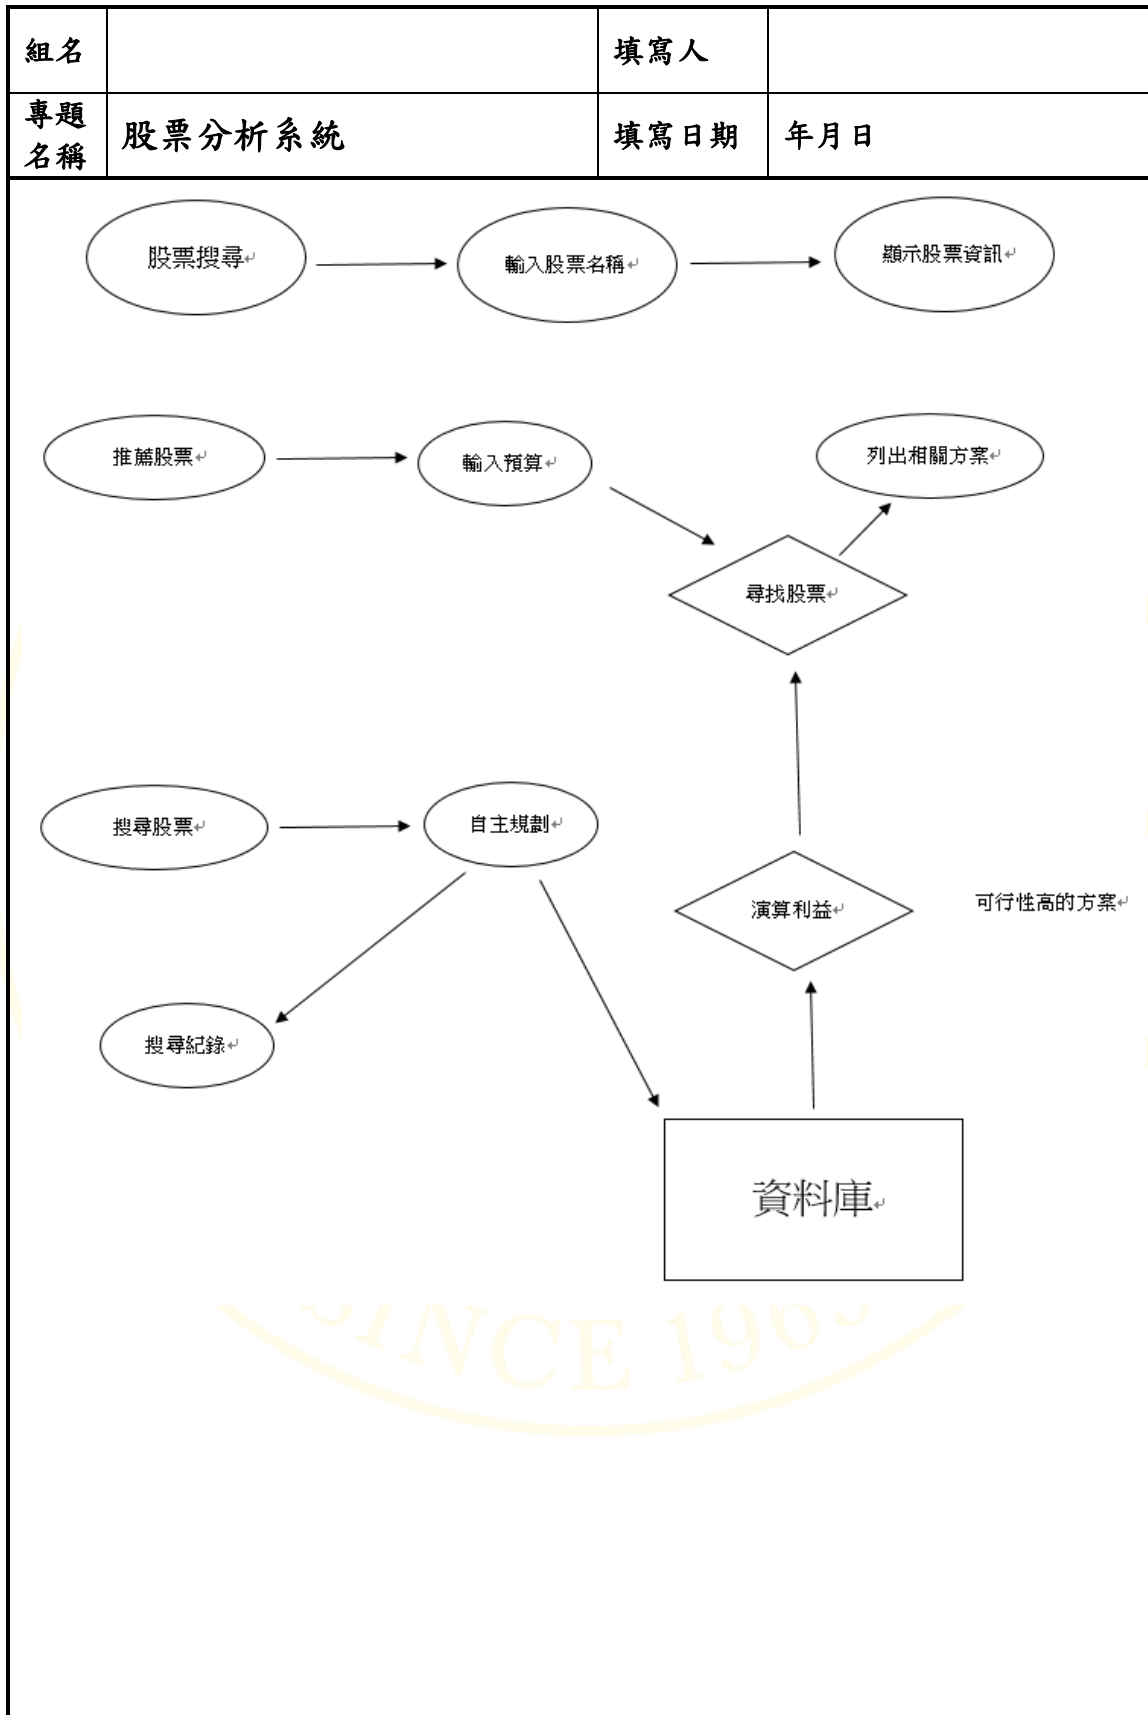 組名
填寫人
專題
名稱
股票分析系統
填寫日期
年月日
股票搜尋
輸入股票名稱
顯示股票資訊
推薦股票
輸入預算
列出相關方案
尋找股票
搜尋股票
自主規劃
演算利益
可行性高的方案
搜尋紀錄
資料庫
SINCE 1965